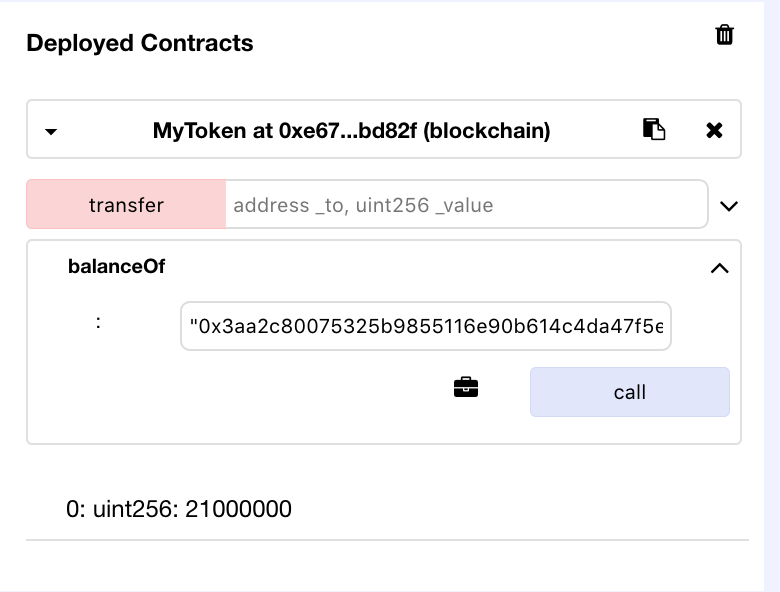 Deployed Contracts
MyToken at 0xe67...bd82f (blockchain)
transfer address _to, uint256 _value
balanceOf
: "0x3aa2c80075325b9855116e90b614c4da47f5e
call
0: uint256: 21000000